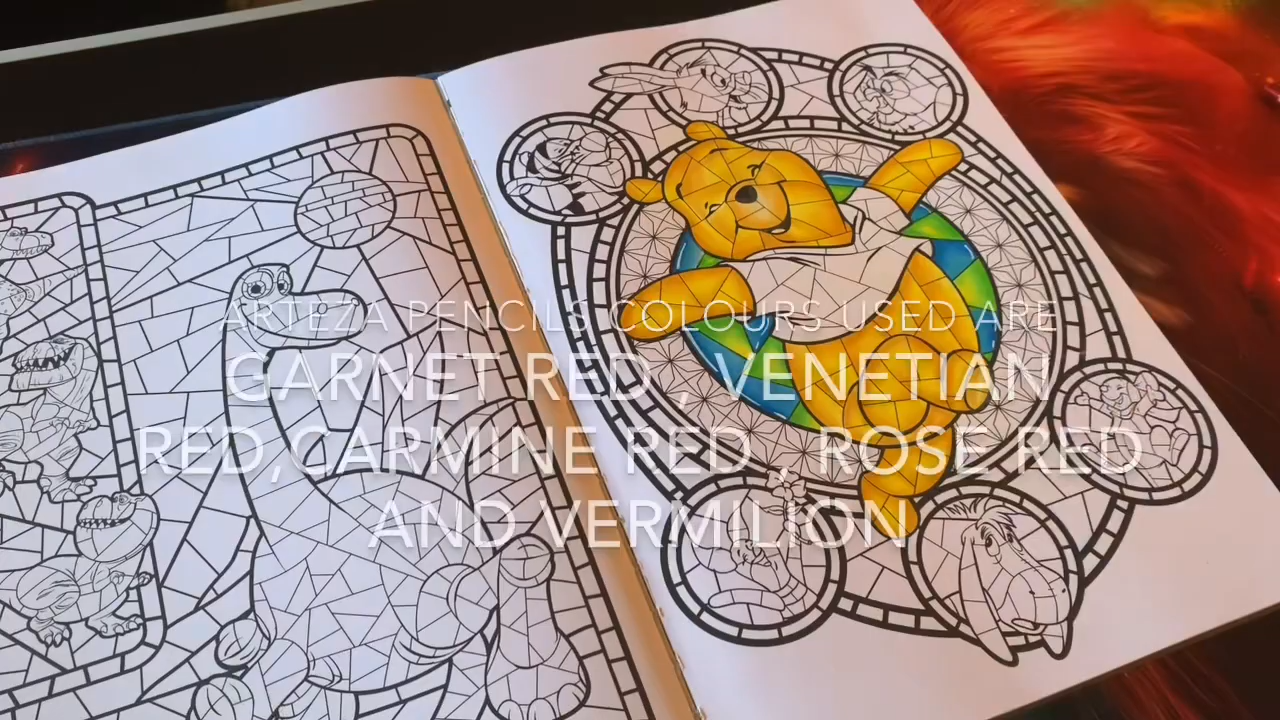 ARTEZA PENCILS COLOURS USED ARE
GARNET RED , VENETIAN
RED,CARMINE RED , ROSE RED
AND VERMILION